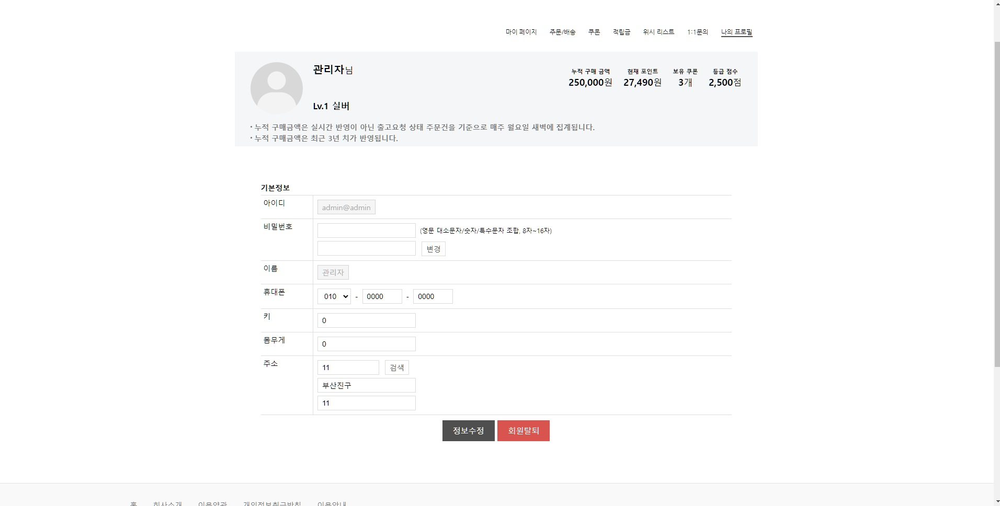 마이 페이지 주문/배송 쿠폰 적립금 위시 리스트 1:1문의 나의 프로필
관리자님
누적 구매 금액 현재 포인트 보유 쿠폰 등급 점수
250,000원 27,490원 3개 2,500점
Lv.1 실버
· 누적 구매금액은 실시간 반영이 아닌 출고요청 상태 주문건을 기준으로 매주 월요일 새벽에 집계됩니다.
· 누적 구매금액은 최근 3년 치가 반영됩니다.
기본정보
아이디 admin@admin
비밀번호 (영문 대소문자/숫자/특수문자 조합, 8자~16자)
변경
이름 관리자
휴대폰 010 - 0000 - 0000
키 0
몸무게 0
주소 11 검색
부산진구
11
정보수정 회원탈퇴
홈 회사소개 이용약관 개인정보취급방침 이용안내